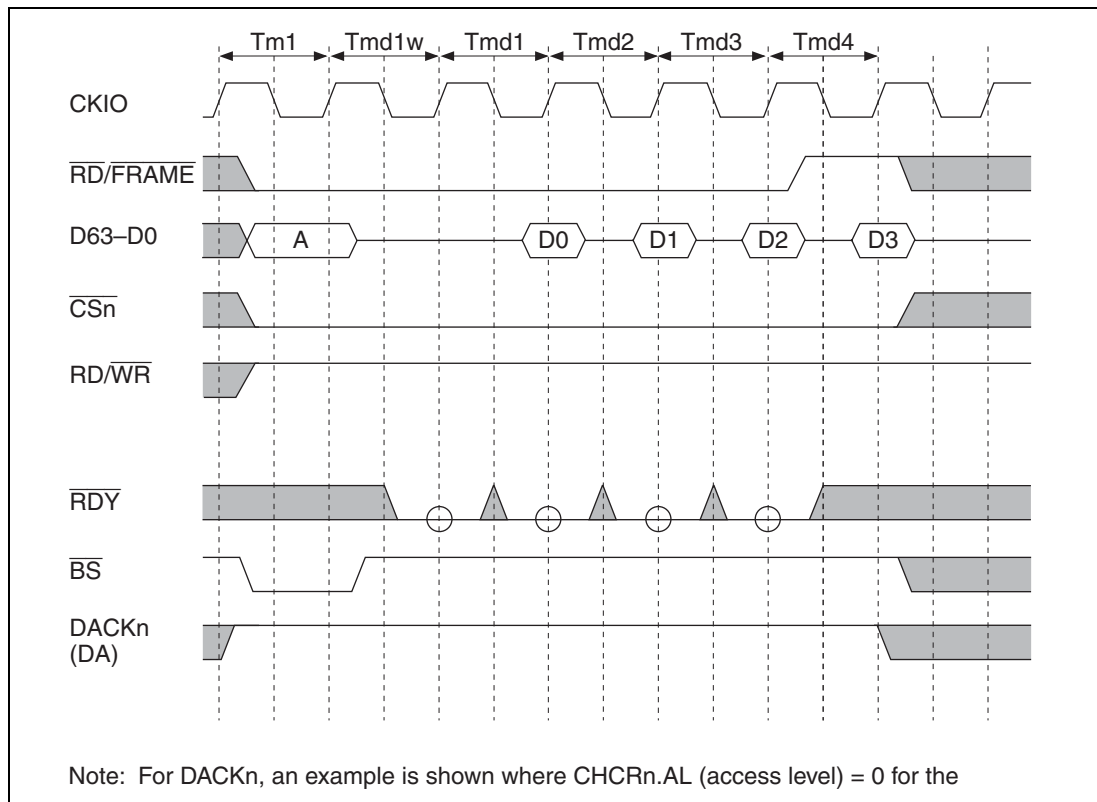 Tm1 Tmd1w Tmd1 Tmd2 Tmd3 Tmd4
CKIO
RD/FRAME
D63–D0 A D0 D1 D2 D3
CSn
RD/WR
RDY
BS
DACKn
(DA)
Note: For DACKn, an example is shown where CHCRn.AL (access level) = 0 for the